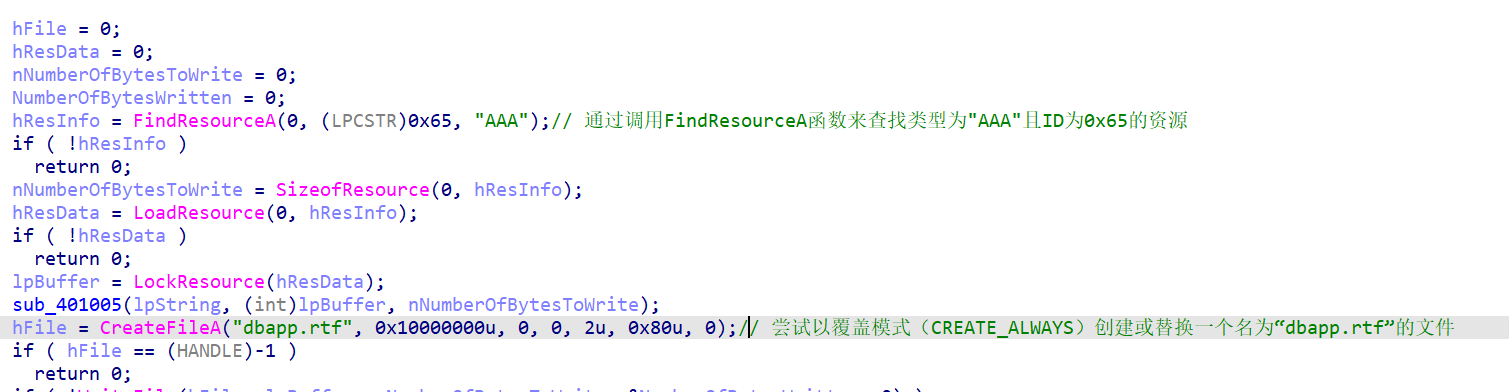 hFile = 0;
hResData = 0;
nNumberOfBytesToWrite = 0;
NumberOfBytesWritten = 0;
hResInfo = FindResourceA(0, (LPCSTR)0x65, "AAA");// 通过调用FindResourceA函数来查找类型为"AAA"且ID为0x65的资源
if ( !hResInfo )
  return 0;
nNumberOfBytesToWrite = SizeofResource(0, hResInfo);
hResData = LoadResource(0, hResInfo);
if ( !hResData )
  return 0;
lpBuffer = LockResource(hResData);
sub_401005(lpString, (int)lpBuffer, nNumberOfBytesToWrite);
hFile = CreateFileA("dbapp.rtf", 0x10000000u, 0, 0, 2u, 0x80u, 0);// 尝试以覆盖模式（CREATE_ALWAYS）创建或替换一个名为“dbapp.rtf”的文件
if ( hFile == (HANDLE)-1 )
  return 0;